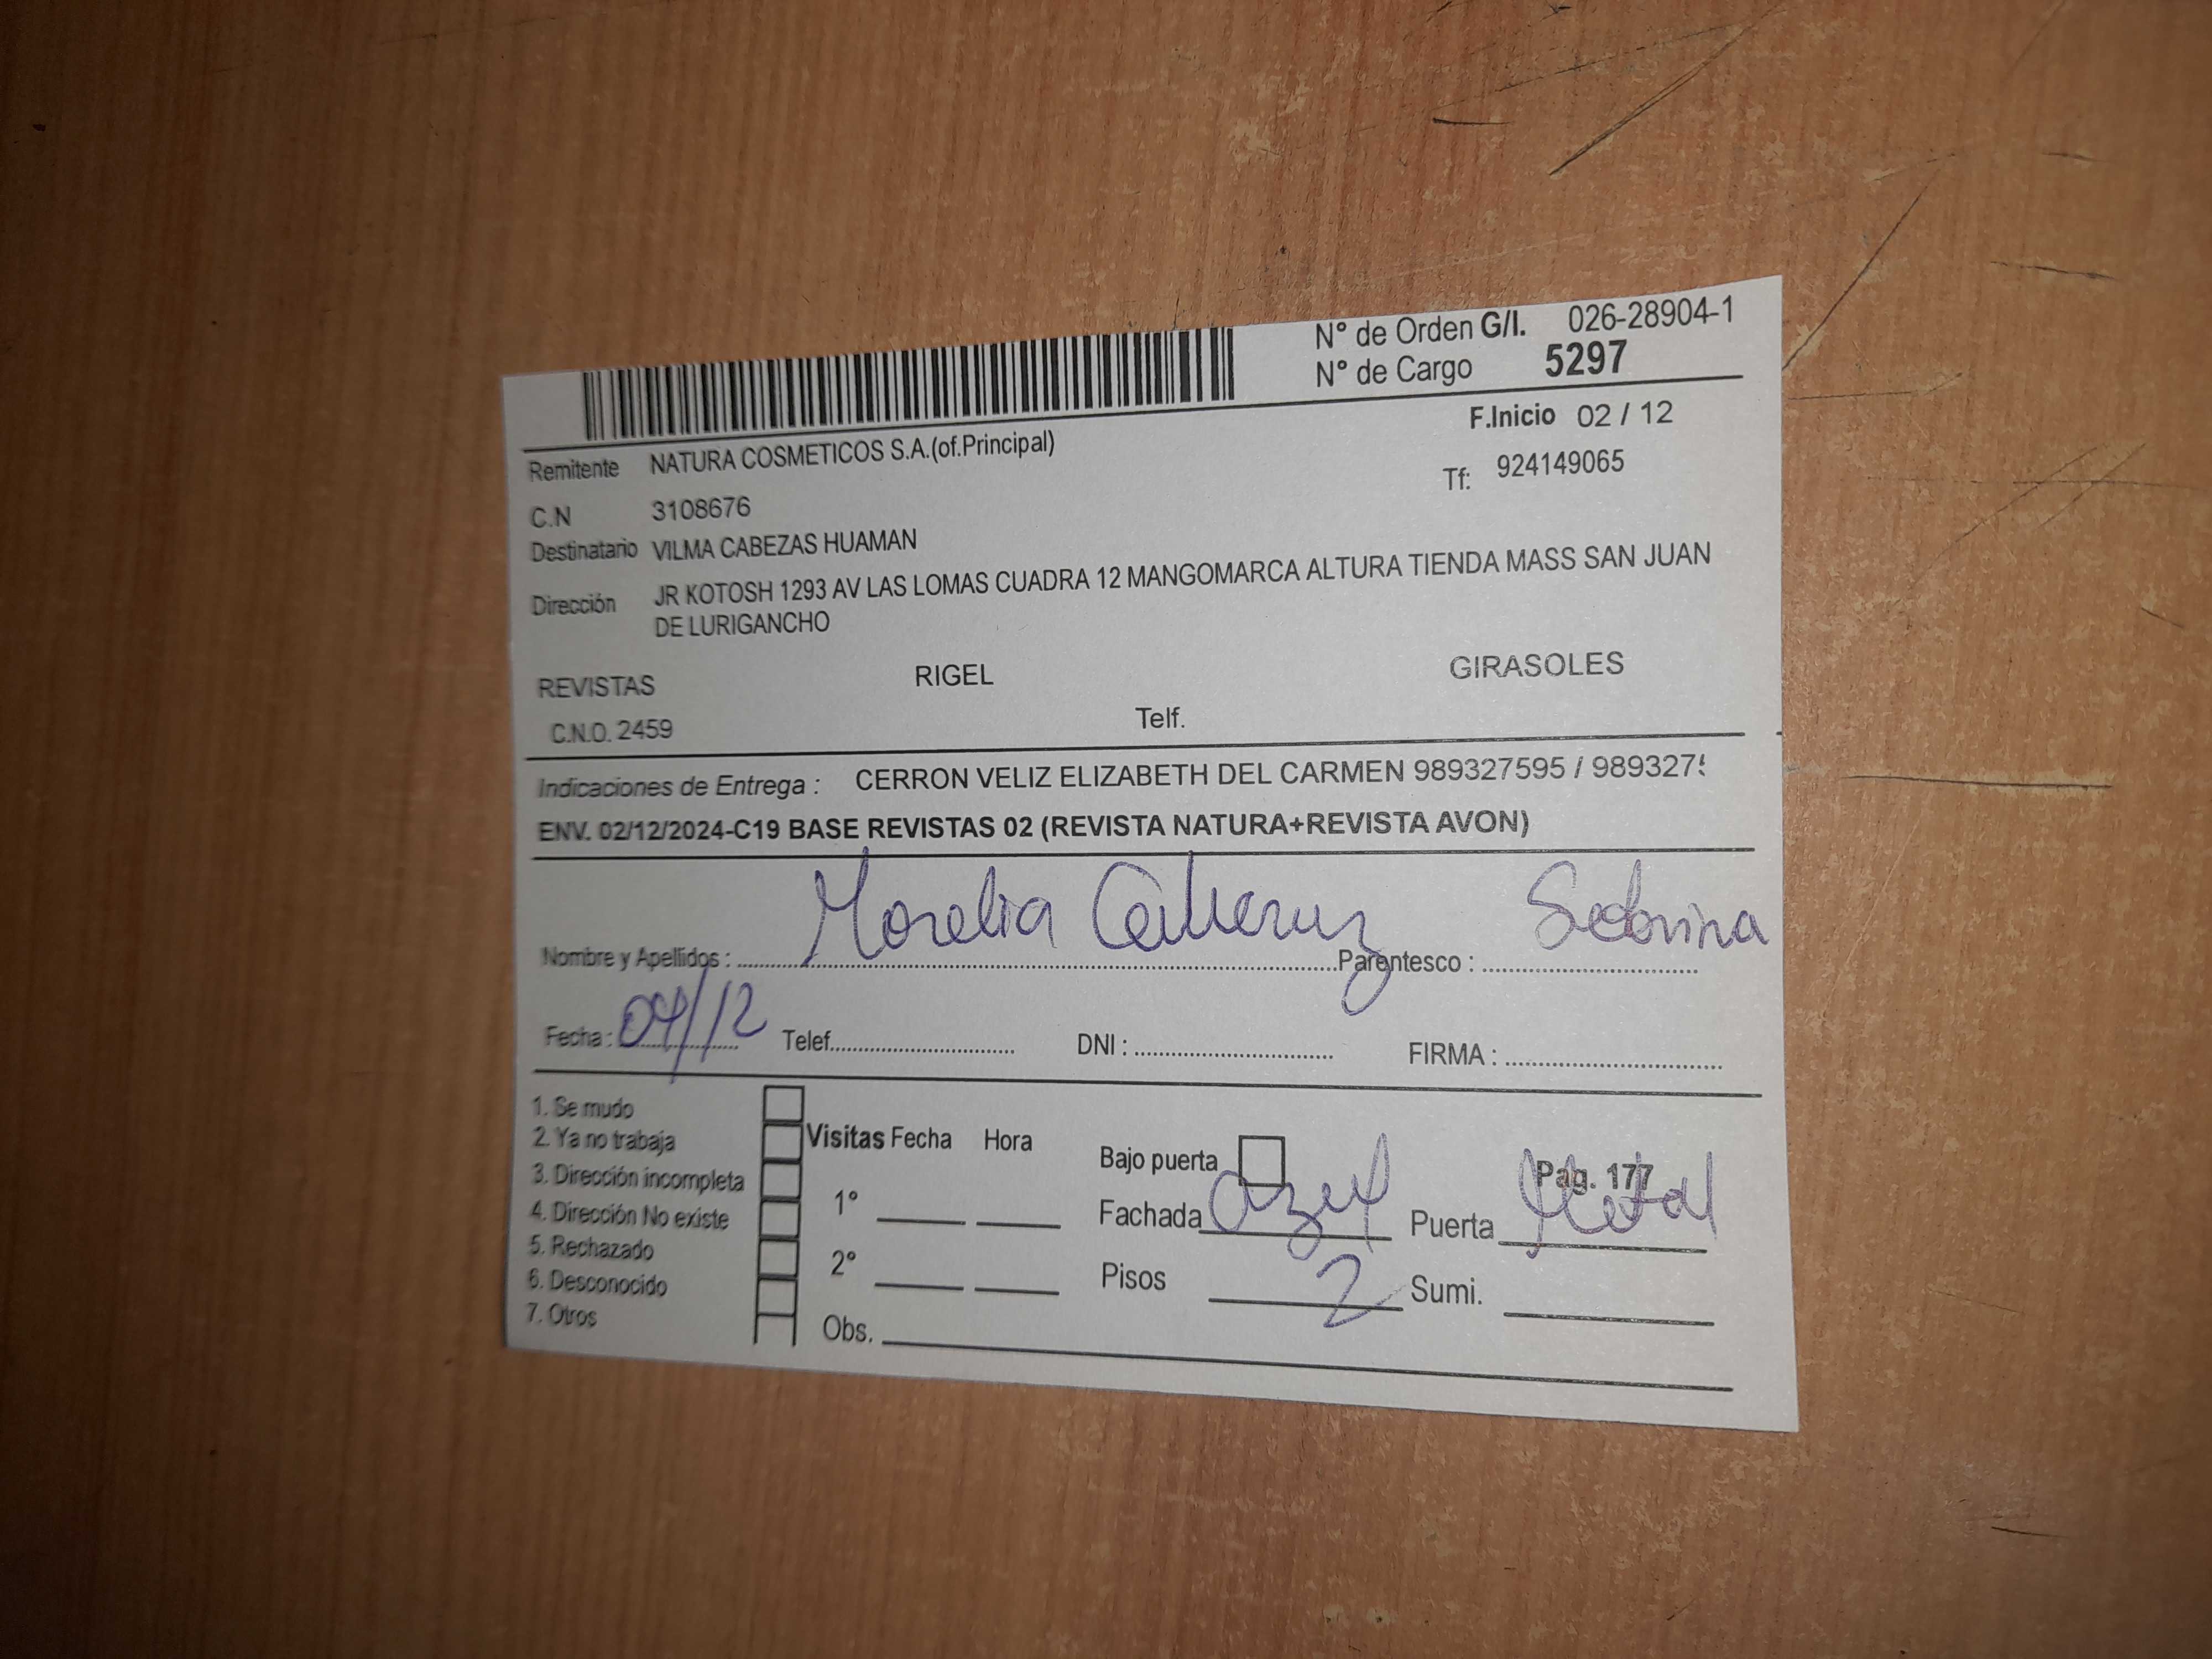 N° de Orden G/I. 026-28904-1
N° de Cargo 5297
F.Inicio 02 / 12
Remitente NATURA COSMETICOS S.A.(of.Principal)
Tf: 924149065
C.N 3108676
Destinatario VILMA CABEZAS HUAMAN
Dirección JR KOTOSH 1293 AV LAS LOMAS CUADRA 12 MANGOMARCA ALTURA TIENDA MASS SAN JUAN
DE LURIGANCHO
REVISTAS RIGEL GIRASOLES
C.N.O. 2459 Telf.
Indicaciones de Entrega : CERRON VELIZ ELIZABETH DEL CARMEN 989327595 / 989327
ENV. 02/12/2024-C19 BASE REVISTAS 02 (REVISTA NATURA+REVISTA AVON)
Nombre y Apellidos : Morelia Parentesco : Sobrina
Fecha : 04/12 Telef. DNI : FIRMA :
1. Se mudo
2. Ya no trabaja
3. Dirección incompleta
4. Dirección No existe
5. Rechazado
6. Desconocido
7. Otros
Visitas Fecha Hora
1°
2°
Obs.
Bajo puerta Pag. 177
Fachada azul Puerta Metal
Pisos 2 Sumi.